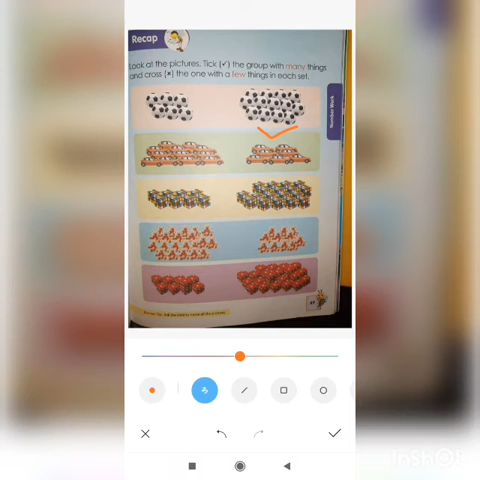 Recap
Look at the pictures. Tick (✓) the group with many things
and cross (×) the one with a few things in each set.
Number Work
InShOt